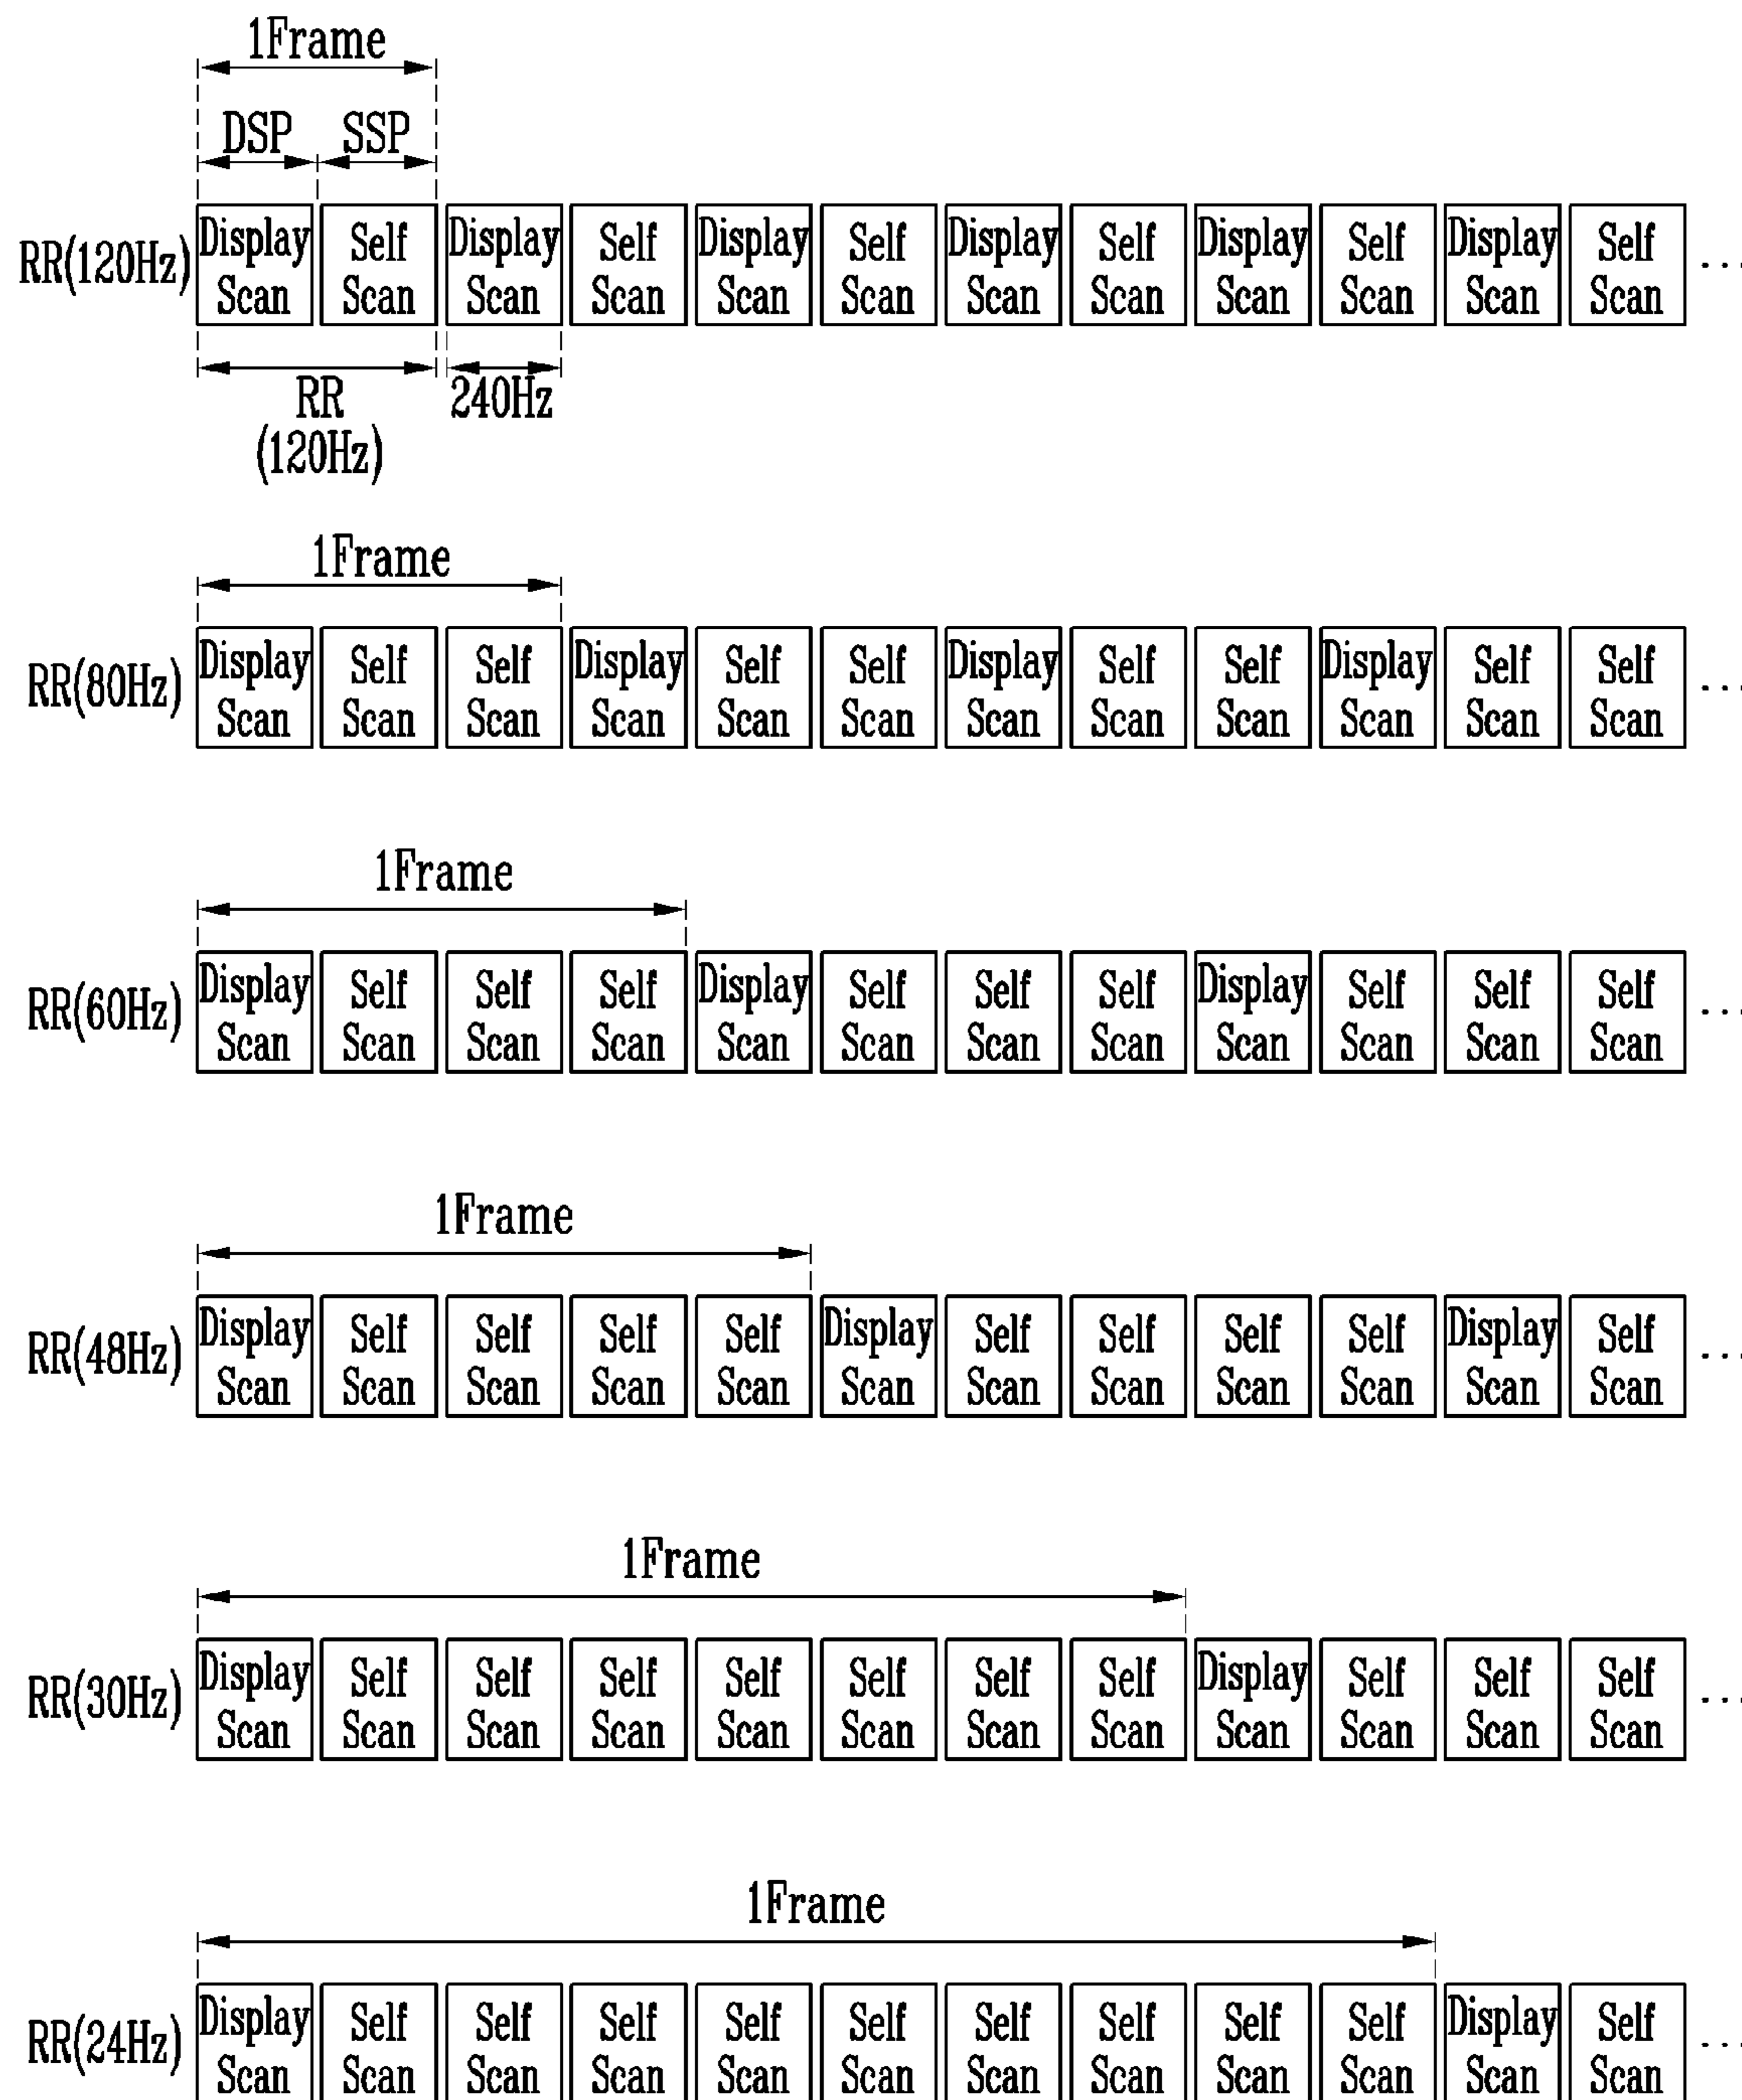 1Frame
DSP SSP
RR(120Hz) Display Self Display Self Display Self Display Self Display Self Display Self ...
Scan Scan Scan Scan Scan Scan Scan Scan Scan Scan Scan Scan
RR 240Hz
(120Hz)
1Frame
RR(80Hz) Display Self Self Display Self Self Display Self Self Display Self Self ...
Scan Scan Scan Scan Scan Scan Scan Scan Scan Scan Scan Scan
1Frame
RR(60Hz) Display Self Self Self Display Self Self Self Display Self Self Self ...
Scan Scan Scan Scan Scan Scan Scan Scan Scan Scan Scan Scan
1Frame
RR(48Hz) Display Self Self Self Self Display Self Self Self Self Display Self ...
Scan Scan Scan Scan Scan Scan Scan Scan Scan Scan Scan Scan
1Frame
RR(30Hz) Display Self Self Self Self Self Self Self Display Self Self Self ...
Scan Scan Scan Scan Scan Scan Scan Scan Scan Scan Scan Scan
1Frame
RR(24Hz) Display Self Self Self Self Self Self Self Self Self Display Self ...
Scan Scan Scan Scan Scan Scan Scan Scan Scan Scan Scan Scan